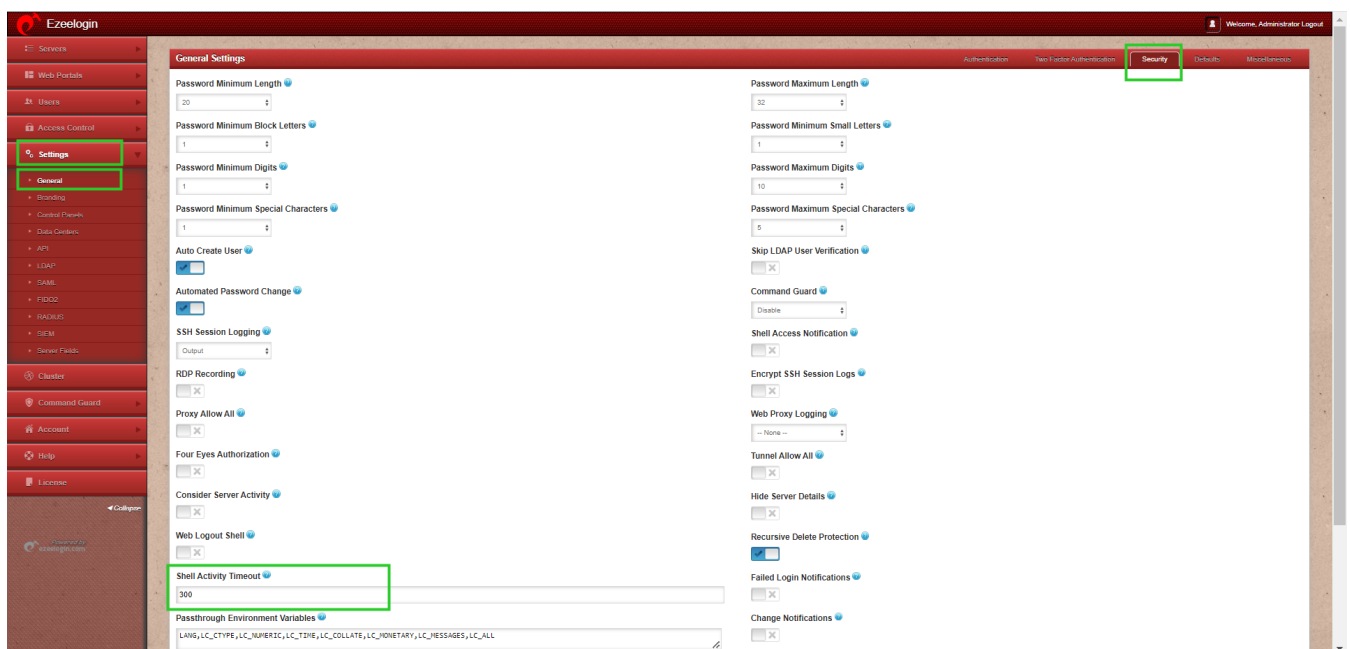 Ezeelogin
Welcome, Administrator Logout
Servers
Web Portals
Users
Access Control
Settings
General
Branding
Control Panels
Data Centers
API
LDAP
SAML
FIDO2
RADIUS
SIEM
Server Fields
Cluster
Command Guard
Account
Help
License
Collapse
Powered by
ezeelogin.com
General Settings
Authentication
Two Factor Authentication
Security
Defaults
Miscellaneous
Password Minimum Length
20
Password Maximum Length
32
Password Minimum Block Letters
1
Password Minimum Small Letters
1
Password Minimum Digits
1
Password Maximum Digits
10
Password Minimum Special Characters
1
Password Maximum Special Characters
5
Auto Create User
Skip LDAP User Verification
Automated Password Change
Command Guard
Disable
SSH Session Logging
Output
Shell Access Notification
RDP Recording
Encrypt SSH Session Logs
Proxy Allow All
Web Proxy Logging
-- None --
Four Eyes Authorization
Tunnel Allow All
Consider Server Activity
Hide Server Details
Web Logout Shell
Recursive Delete Protection
Shell Activity Timeout
300
Failed Login Notifications
Passthrough Environment Variables
LANG,LC_CTYPE,LC_NUMERIC,LC_TIME,LC_COLLATE,LC_MONETARY,LC_MESSAGES,LC_ALL
Change Notifications